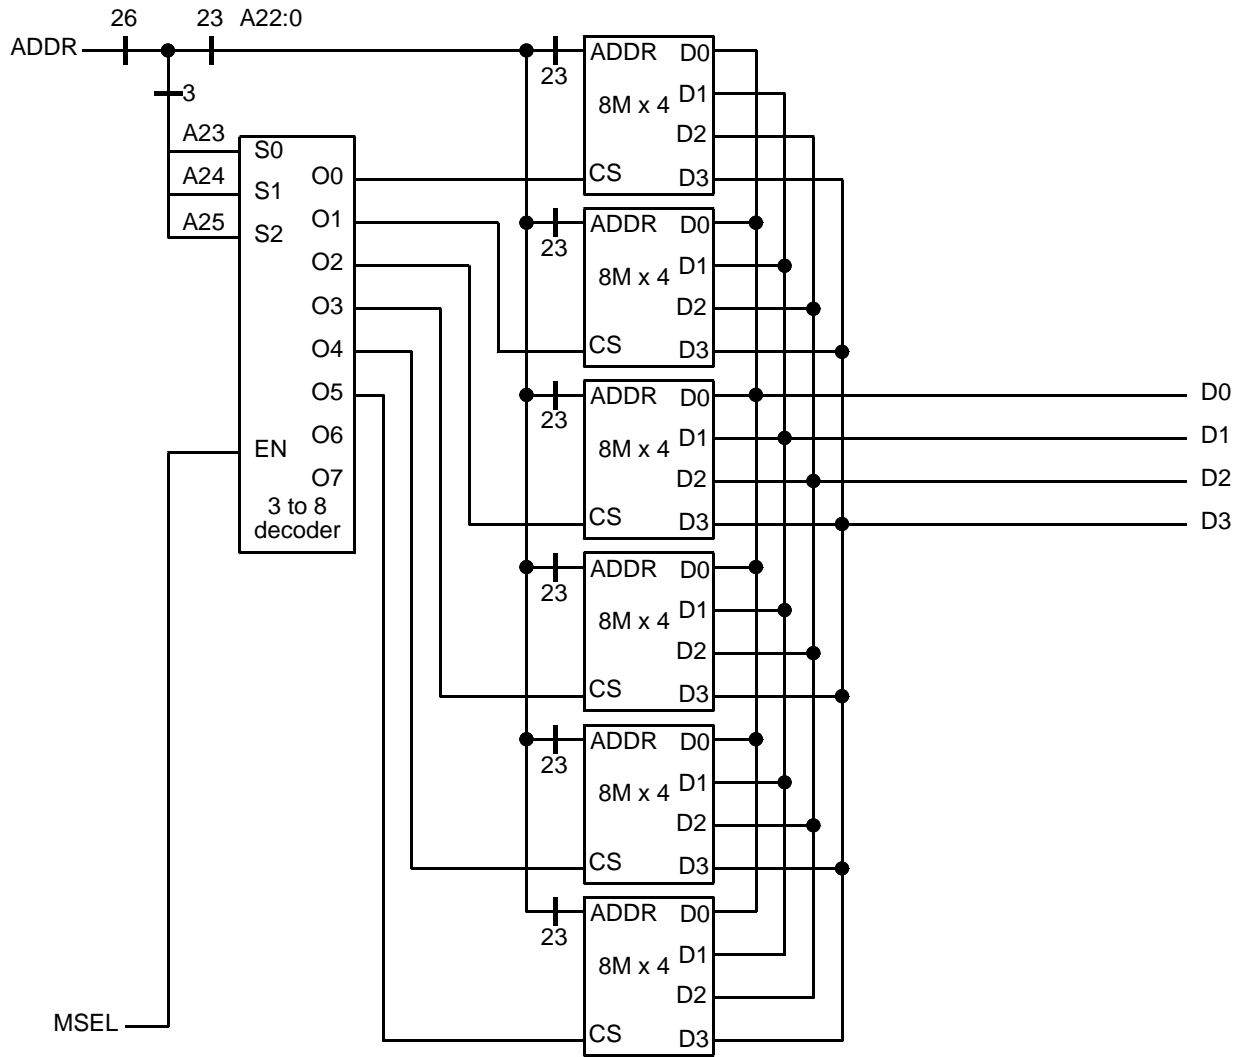 26
23 A22:0
ADDR
3
23
A23
A24
A25
S0
S1
S2
EN
O0
O1
O2
O3
O4
O5
O6
O7
3 to 8
decoder
MSEL
ADDR D0
8M x 4 D1
D2
CS D3
23
ADDR D0
8M x 4 D1
D2
CS D3
23
ADDR D0
8M x 4 D1
D2
CS D3
23
ADDR D0
8M x 4 D1
D2
CS D3
23
ADDR D0
8M x 4 D1
D2
CS D3
23
ADDR D0
8M x 4 D1
D2
CS D3
D0
D1
D2
D3